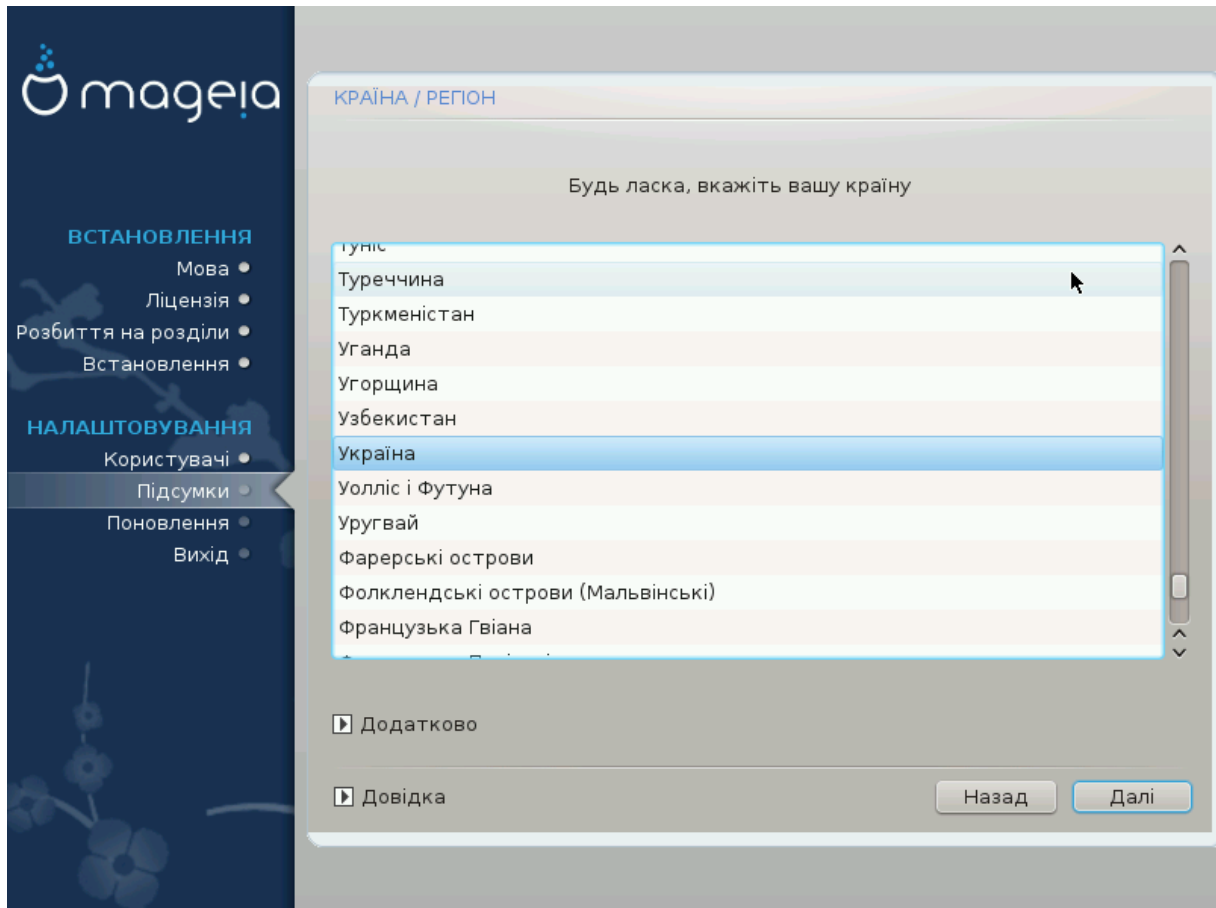 mageia
ВСТАНОВЛЕННЯ
Мова
Ліцензія
Розбиття на розділи
Встановлення
НАЛАШТОВУВАННЯ
Користувачі
Підсумки
Поновлення
Вихід
КРАЇНА / РЕГІОН
Будь ласка, вкажіть вашу країну
Туніс
Туреччина
Туркменістан
Уганда
Угорщина
Узбекистан
Україна
Уолліс і Футуна
Уругвай
Фарерські острови
Фолклендські острови (Мальвінські)
Французька Гвіана
Додатково
Довідка
Назад
Далі